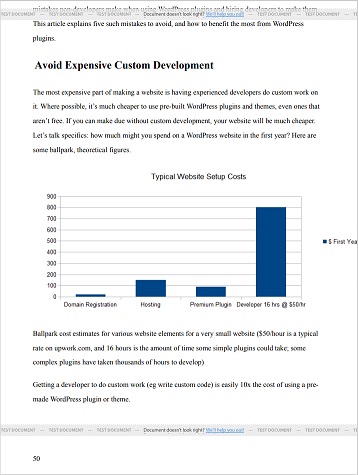 mistakes non-developers make when using WordPress plugins and hiring developers to make them.
TEST DOCUMENT — TEST DOCUMENT — Document doesn't look right? We'll help you edit! — TEST DOCUMENT — TEST DOCUMENT — T
This article explains five such mistakes to avoid, and how to benefit the most from WordPress
plugins.
Avoid Expensive Custom Development
The most expensive part of making a website is having experienced developers do custom work on
it. Where possible, it's much cheaper to use pre-built WordPress plugins and themes, even ones that
aren't free. If you can make due without custom development, your website will be much cheaper.
Let's talk specifics: how much might you spend on a WordPress website in the first year? Here are
some ballpark, theoretical figures.
Typical Website Setup Costs
900
800
700
600
500
400
300
200
100
0
$ First Yea
Domain Registration Hosting Premium Plugin Developer 16 hrs @ $50/hr
Ballpark cost estimates for various website elements for a very small website ($50/hour is a typical
rate on upwork.com, and 16 hours is the amount of time some simple plugins could take; some
complex plugins have taken thousands of hours to develop)
Getting a developer to do custom work (eg write custom code) is easily 10x the cost of using a pre-
made WordPress plugin or theme.
TEST DOCUMENT — TEST DOCUMENT — Document doesn't look right? We'll help you edit! — TEST DOCUMENT — TEST DOCUMENT — T
50